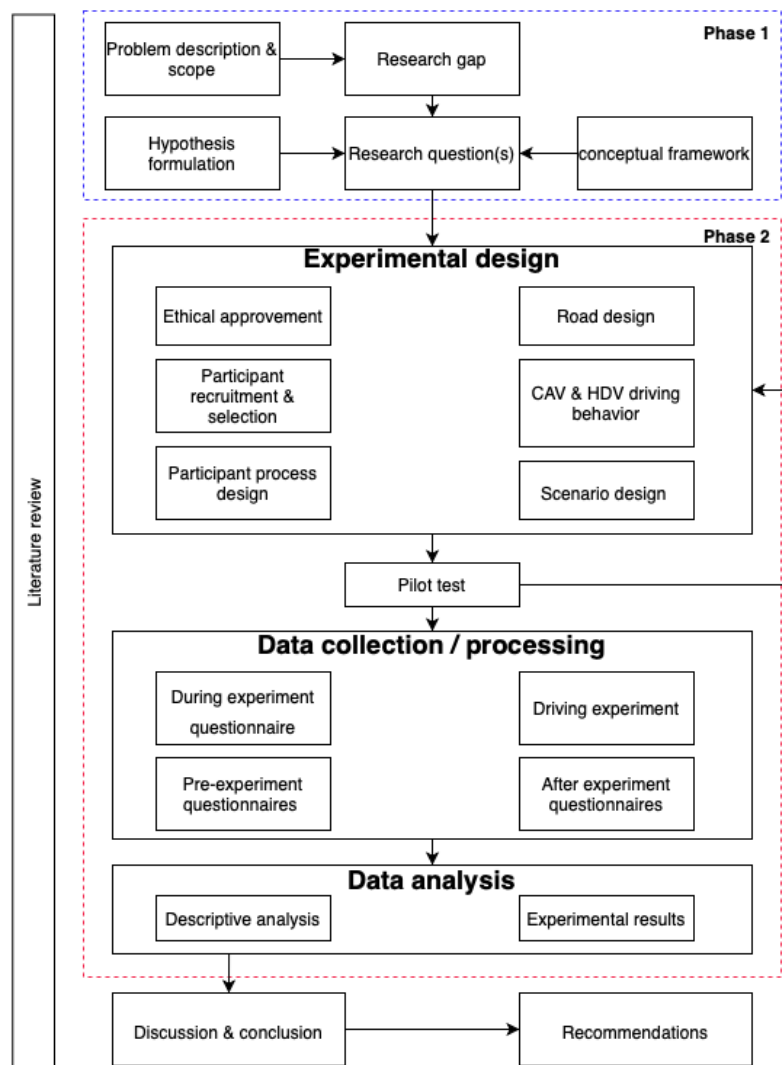 Phase 1
Problem description &
scope
Research gap
Hypothesis
formulation
Research question(s)
conceptual framework
Phase 2
Experimental design
Ethical approvement
Road design
Participant
recruitment &
selection
CAV & HDV driving
behavior
Participant process
design
Scenario design
Literature review
Pilot test
Data collection / processing
During experiment
questionnaire
Driving experiment
Pre-experiment
questionnaires
After experiment
questionnaires
Data analysis
Descriptive analysis
Experimental results
Discussion & conclusion
Recommendations